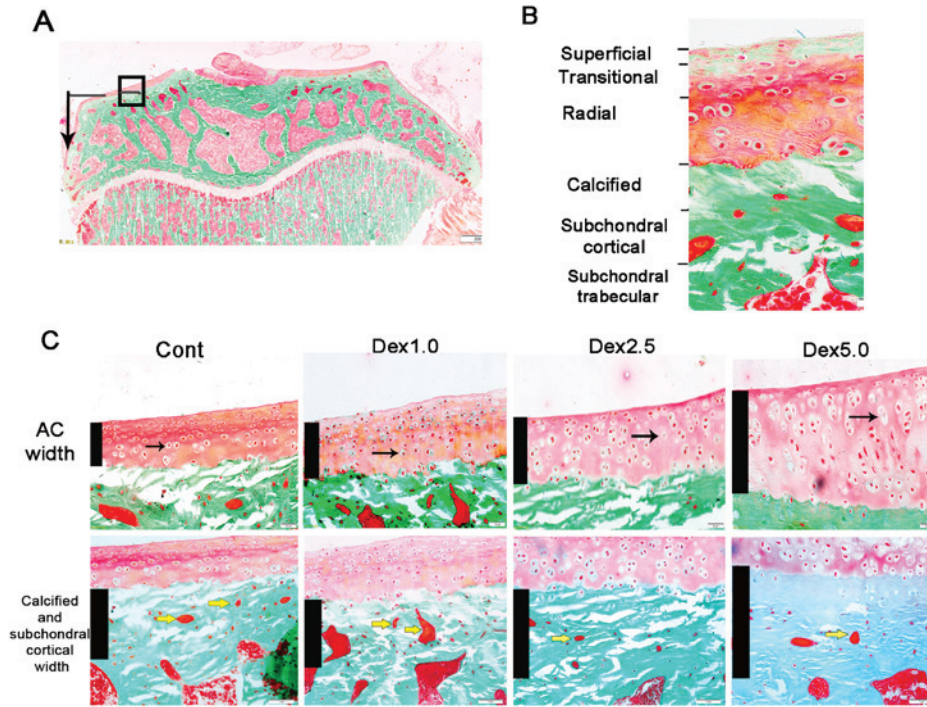 A
B
Superficial
Transitional
Radial
Calcified
Subchondral
cortical
Subchondral
trabecular
C
Cont
Dex1.0
Dex2.5
Dex5.0
AC
width
Calcified
and
subchondral
cortical
width